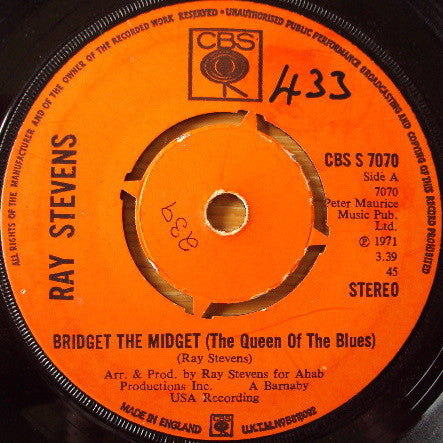 ALL RIGHTS OF THE MANUFACTURER AND OF THE OWNER OF THE RECORDED WORK RESERVED • UNAUTHORISED PUBLIC PERFORMANCE BROADCASTING AND COPYING OF THIS RECORD PROHIBITED
CBS
433
RAY STEVENS
CBS S 7070
Side A
7070
Peter Maurice
Music Pub.
Ltd.
℗ 1971
3.39
45
STEREO
239
BRIDGET THE MIDGET (The Queen Of The Blues)
(Ray Stevens)
Arr. & Prod. by Ray Stevens for Ahab
Productions Inc. A Barnaby
USA Recording
MADE IN ENGLAND